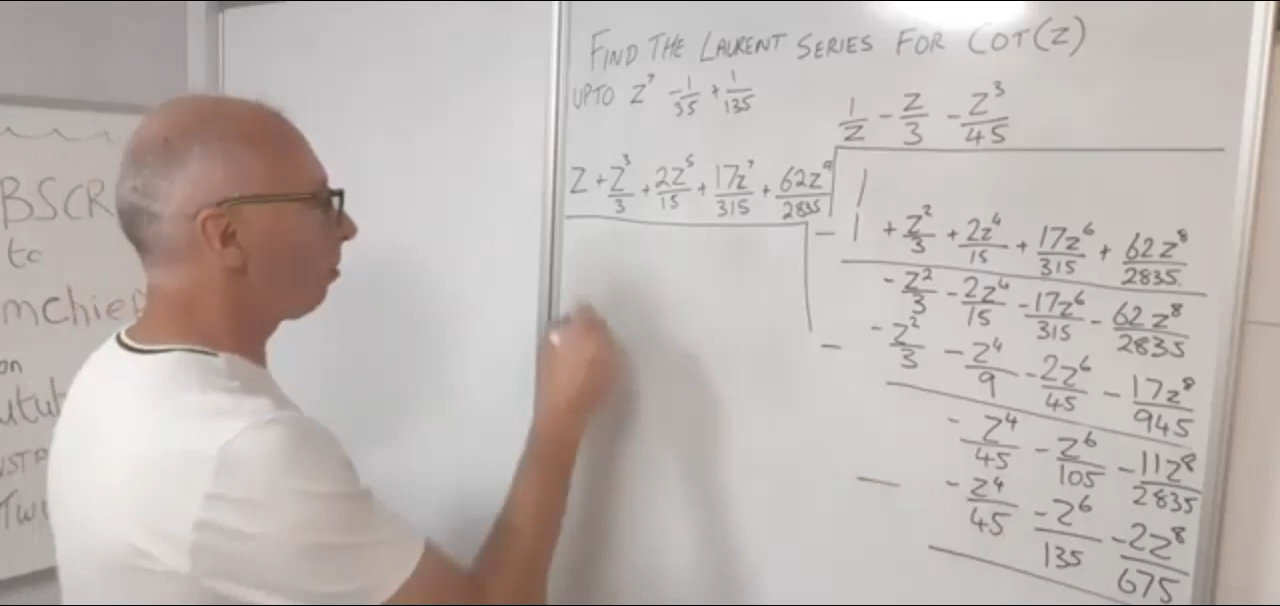 FIND THE LAURENT SERIES FOR COT(Z)
UPTO Z⁷ -1/35 + 1/135
1/Z - Z/3 - Z³/45
Z + Z³/3 + 2Z⁵/15 + 17Z⁷/315 + 62Z⁹/2835
1
- 1 + Z²/3 + 2Z⁴/15 + 17Z⁶/315 + 62Z⁸/2835
- Z²/3 - 2Z⁴/15 - 17Z⁶/315 - 62Z⁸/2835
- - Z²/3 - Z⁴/9 - 2Z⁶/45 - 17Z⁸/945
- Z⁴/45 - Z⁶/105 - 11Z⁸/2835
- - Z⁴/45 - Z⁶/135 - 2Z⁸/675
BSCR
to
mchie
on
utub